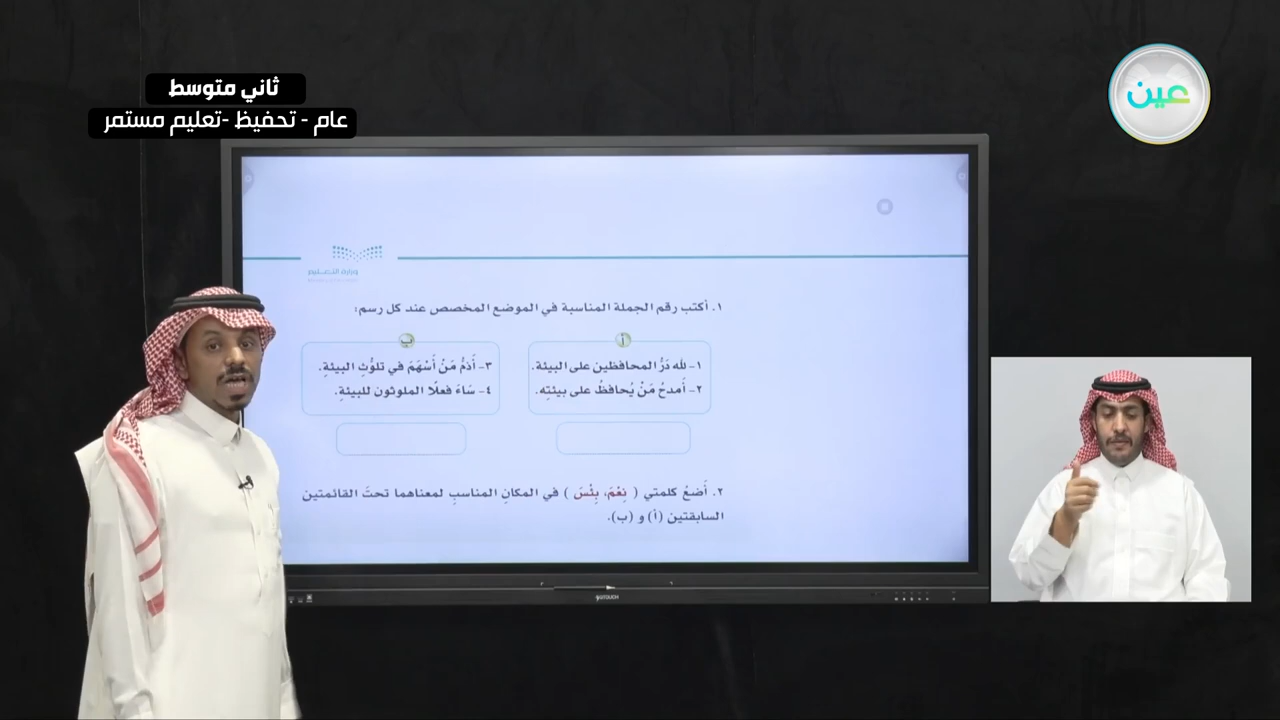 ثاني متوسط
عام - تحفيظ -تعليم مستمر
عين
وزارة التعليم
١. أكتب رقم الجملة المناسبة في الموضع المخصص عند كل رسم:
أ
١- لله دَرُّ المحافظين على البيئة.
٢- أَمدحُ مَنْ يُحافظُ على بيئتِه.
ب
٣- أَذمُّ مَنْ أَسْهَمَ في تلوُّثِ البيئةِ.
٤- سَاءَ فعلًا الملوثون للبيئةِ.
٢. أَضعُ كلمتي ( نِعْمَ، بِئْسَ ) في المكانِ المناسبِ لمعناهما تحتَ القائمتين
السابقتين (أ) و (ب).